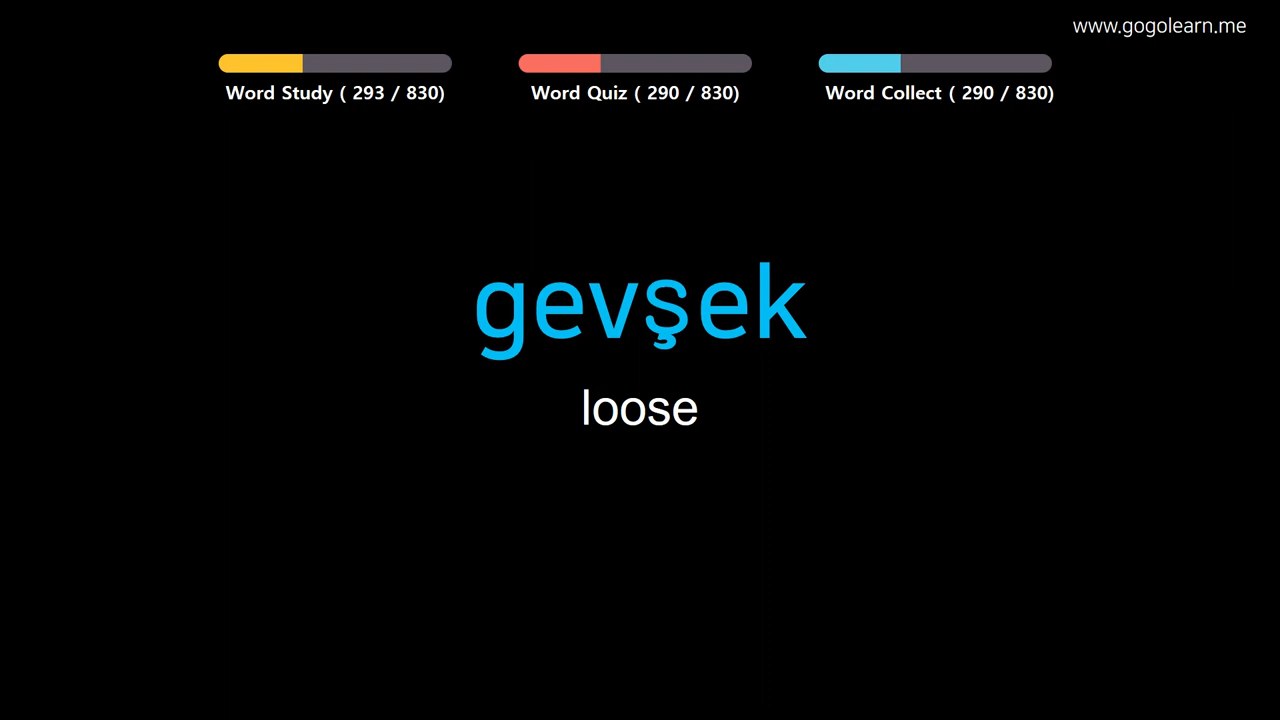 www.gogolearn.me
Word Study ( 293 / 830)
Word Quiz ( 290 / 830)
Word Collect ( 290 / 830)
gevşek
loose